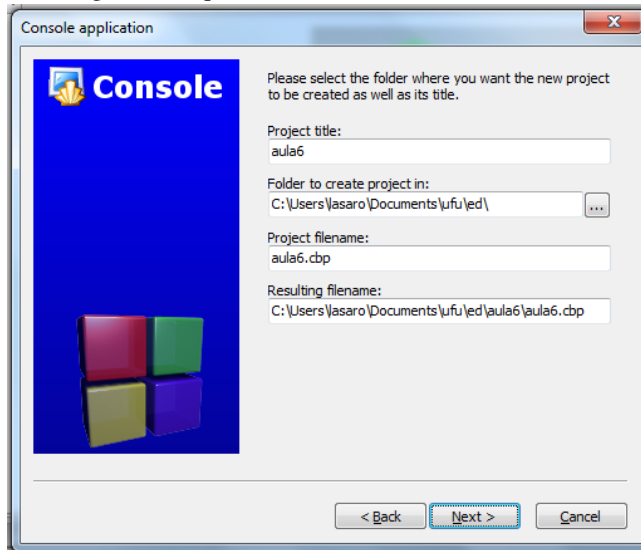 Console application
Console
Please select the folder where you want the new project
to be created as well as its title.
Project title:
aula6
Folder to create project in:
C:\Users\lasaro\Documents\ufu\ed\
...
Project filename:
aula6.cbp
Resulting filename:
C:\Users\lasaro\Documents\ufu\ed\aula6\aula6.cbp
< Back
Next >
Cancel